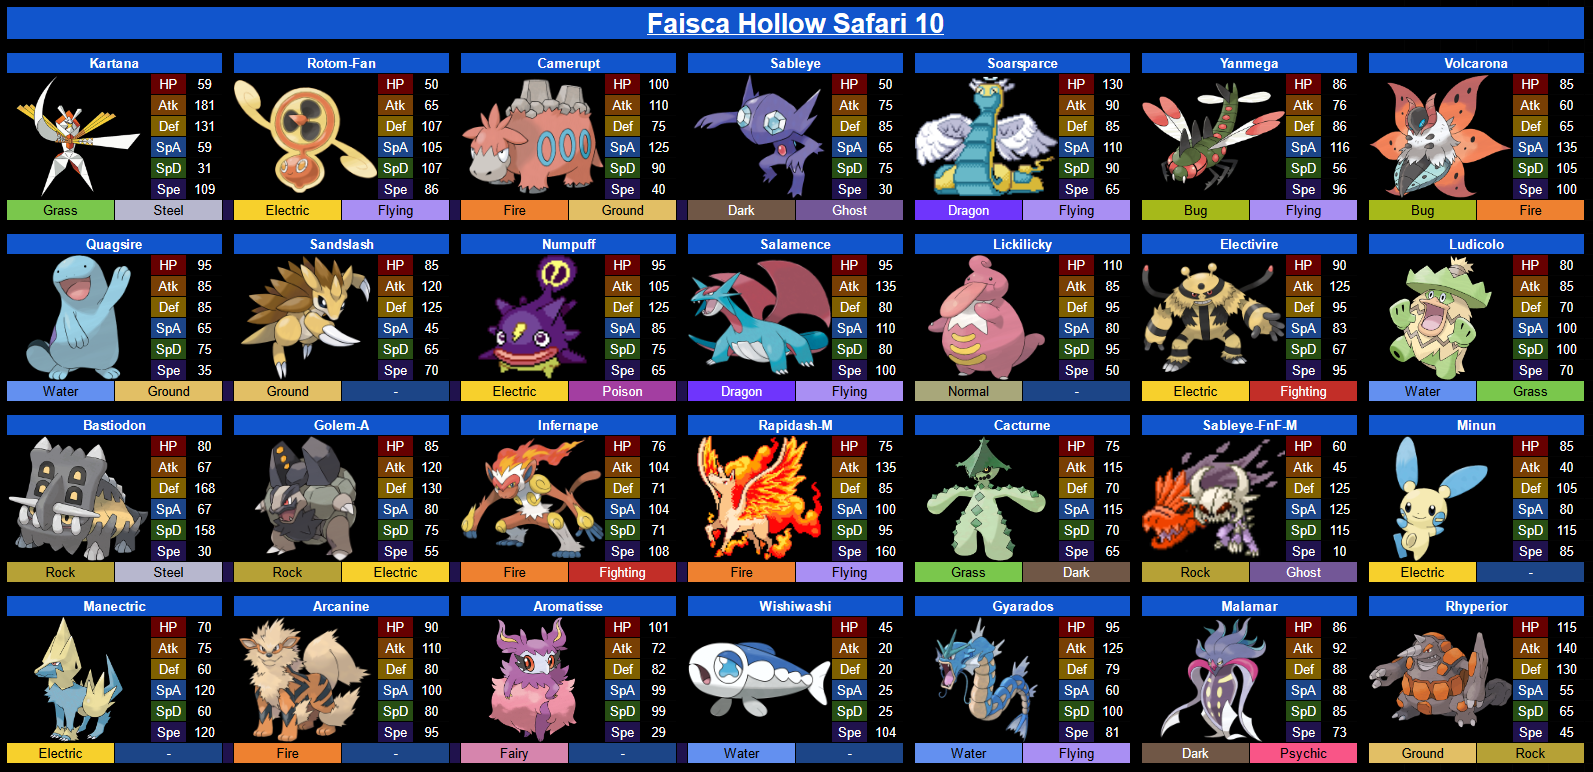 Faisca Hollow Safari 10
Kartana
HP 59
Atk 181
Def 131
SpA 59
SpD 31
Spe 109
Grass Steel
Rotom-Fan
HP 50
Atk 65
Def 107
SpA 105
SpD 107
Spe 86
Electric Flying
Camerupt
HP 100
Atk 110
Def 75
SpA 125
SpD 90
Spe 40
Fire Ground
Sableye
HP 50
Atk 75
Def 85
SpA 65
SpD 75
Spe 30
Dark Ghost
Soarsparce
HP 130
Atk 90
Def 85
SpA 110
SpD 90
Spe 65
Dragon Flying
Yanmega
HP 86
Atk 76
Def 86
SpA 116
SpD 56
Spe 96
Bug Flying
Volcarona
HP 85
Atk 60
Def 65
SpA 135
SpD 105
Spe 100
Bug Fire
Quagsire
HP 95
Atk 85
Def 85
SpA 65
SpD 75
Spe 35
Water Ground
Sandslash
HP 85
Atk 120
Def 125
SpA 45
SpD 65
Spe 70
Ground -
Numpuff
HP 95
Atk 105
Def 125
SpA 85
SpD 75
Spe 65
Electric Poison
Salamence
HP 95
Atk 135
Def 80
SpA 110
SpD 80
Spe 100
Dragon Flying
Lickilicky
HP 110
Atk 85
Def 95
SpA 80
SpD 95
Spe 50
Normal -
Electivire
HP 90
Atk 125
Def 95
SpA 83
SpD 67
Spe 95
Electric Fighting
Ludicolo
HP 80
Atk 85
Def 70
SpA 100
SpD 100
Spe 70
Water Grass
Bastiodon
HP 80
Atk 67
Def 168
SpA 67
SpD 158
Spe 30
Rock Steel
Golem-A
HP 85
Atk 120
Def 130
SpA 80
SpD 75
Spe 55
Rock Electric
Infernape
HP 76
Atk 104
Def 71
SpA 104
SpD 71
Spe 108
Fire Fighting
Rapidash-M
HP 75
Atk 135
Def 85
SpA 100
SpD 95
Spe 160
Fire Flying
Cacturne
HP 75
Atk 115
Def 70
SpA 115
SpD 70
Spe 65
Grass Dark
Sableye-FnF-M
HP 60
Atk 45
Def 125
SpA 125
SpD 115
Spe 10
Rock Ghost
Minun
HP 85
Atk 40
Def 105
SpA 80
SpD 115
Spe 85
Electric -
Manectric
HP 70
Atk 75
Def 60
SpA 120
SpD 60
Spe 120
Electric -
Arcanine
HP 90
Atk 110
Def 80
SpA 100
SpD 80
Spe 95
Fire -
Aromatisse
HP 101
Atk 72
Def 82
SpA 99
SpD 99
Spe 29
Fairy -
Wishiwashi
HP 45
Atk 20
Def 20
SpA 25
SpD 25
Spe 104
Water -
Gyarados
HP 95
Atk 125
Def 79
SpA 60
SpD 100
Spe 81
Water Flying
Malamar
HP 86
Atk 92
Def 88
SpA 88
SpD 85
Spe 73
Dark Psychic
Rhyperior
HP 115
Atk 140
Def 130
SpA 55
SpD 65
Spe 45
Ground Rock